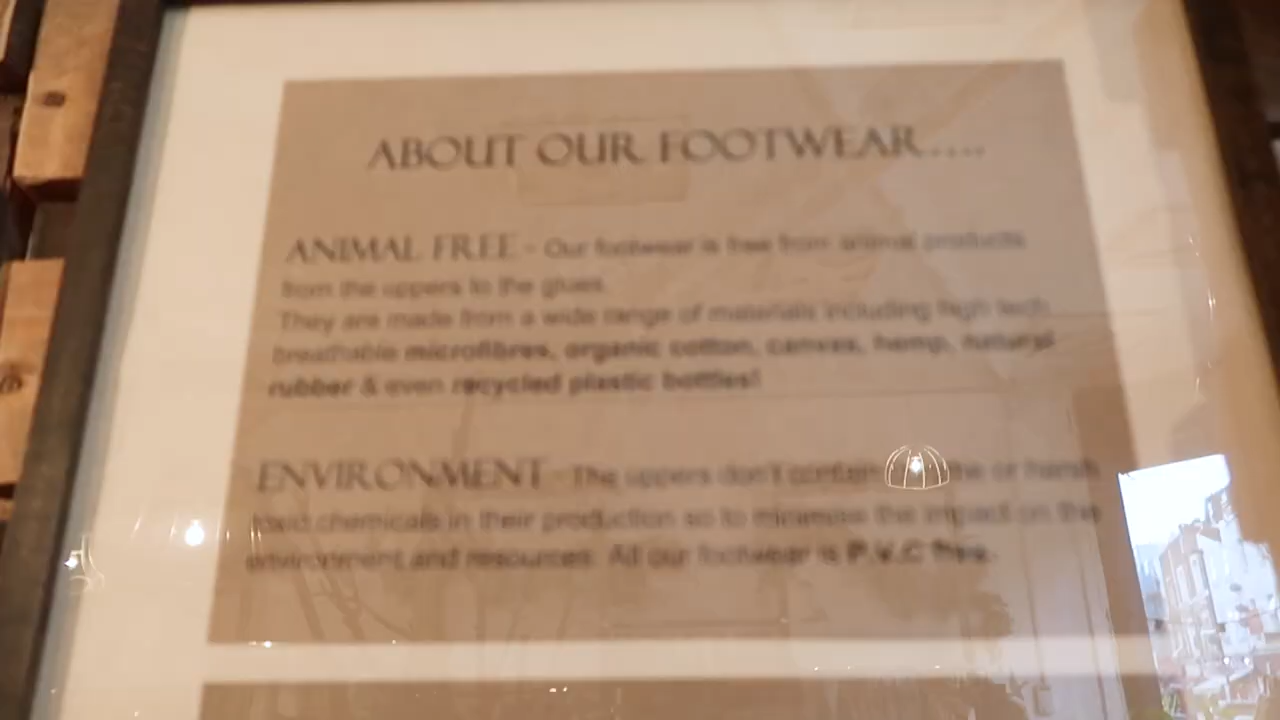 ABOUT OUR FOOTWEAR.....
ANIMAL FREE - Our footwear is free from animal products
from the uppers to the glues.
They are made from a wide range of materials including high tech
breathable microfibres, organic cotton, canvas, hemp, natural
rubber & even recycled plastic bottles!
ENVIRONMENT - The uppers don't contain or harsh
toxic chemicals in their production so to minimise the impact on the
environment and resources. All our footwear is P.V.C free.